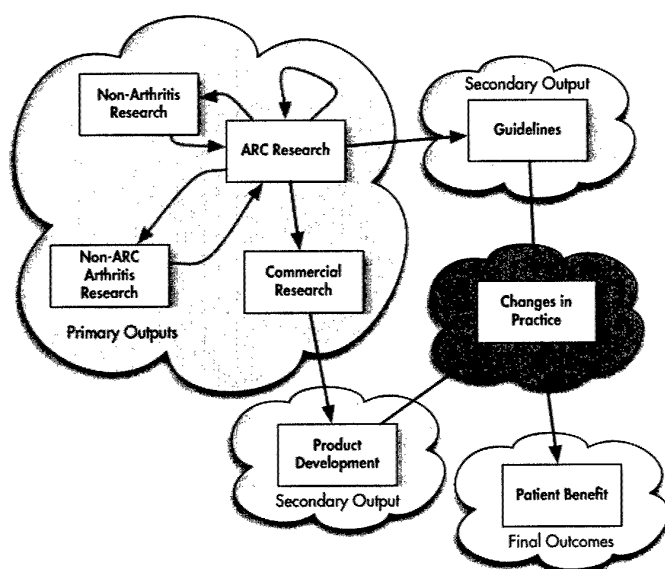 Non-Arthritis
Research
ARC Research
Non-ARC
Arthritis
Research
Commercial
Research
Primary Outputs
Secondary Output
Guidelines
Changes in
Practice
Product
Development
Secondary Output
Patient Benefit
Final Outcomes